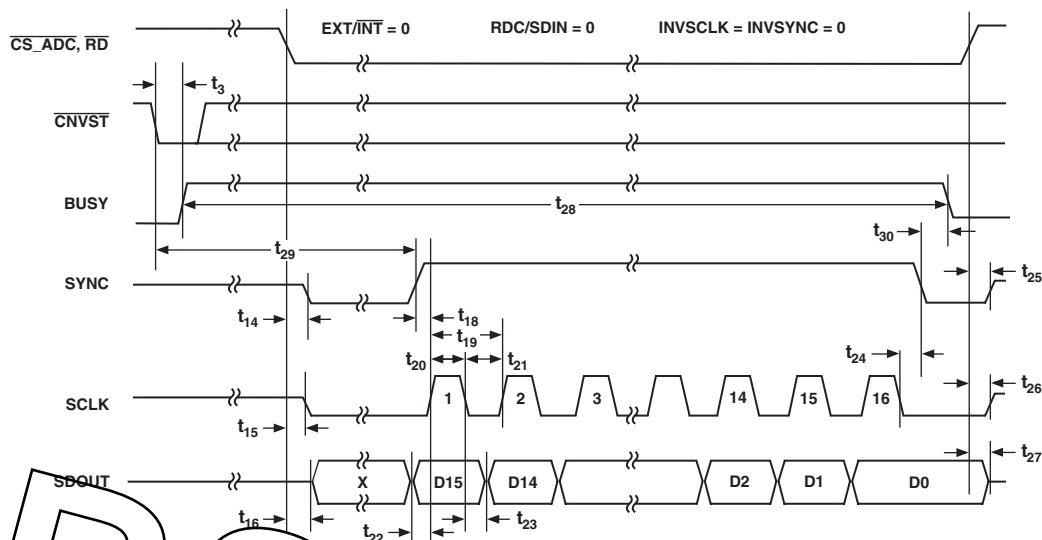 EXT/INT = 0 RDC/SDIN = 0 INVSCLK = INVSYNC = 0
CS_ADC, RD
t3
CNVST
BUSY
t28
t30
t29
SYNC
t25
t14
t18
t19
t20
t21
t24
SCLK
1 2 3 14 15 16
t26
t15
t27
SDOUT
X D15 D14 D2 D1 D0
t16
t22
t23